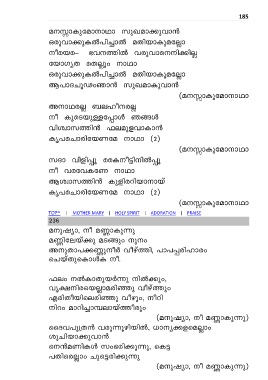 185
മനസ്സാകുമോനാഥാ സുഖമാക്കുവാൻ
ഒരുവാക്കുകൽപിച്ചാൽ മതിയാകുമല്ലോ
നീയെയെൻ ഭവനത്തിൽ വരുവാനെനിക്കില്ല
യോഗ്യത തെല്ലും നാഥാ
ഒരുവാക്കുകൽപിച്ചാൽ മതിയാകുമല്ലോ
ആപാദചൂഢംഞാൻ സുഖമാകുവാൻ
(മനസ്സാകുമോനാഥാ
അനാഥരല്ല ബലഹീനരല്ല
നീ കൂടെയുള്ളപ്പോൾ ഞങ്ങൾ
വിശ്വാസത്തിൻ ഫലമുളവാകാൻ
കൃപചൊരിയേണമേ നാഥാ (2)
(മനസ്സാകുമോനാഥാ
സദാ വിളിപ്പൂ കൈനീട്ടിനിൽപ്പൂ
നീ വരവേകണേ നാഥാ
ആശ്വാസത്തിൻ കുളിരറിയാനായ്
കൃപചൊരിയേണമേ നാഥാ (2)
(മനസ്സാകുമോനാഥാ
TOP↑ | MOTHER MARY | HOLY SPIRIT | ADORATION | PRAISE
236
മനുഷ്യാ, നീ മണ്ണാകുന്നു
മണ്ണിലേയ്ക്കു മടങ്ങും നൂനം
അനുതാപക്കണ്ണുനീർ വീഴ്ത്തി, പാപപ്പരിഹാരം
ചെയ്തുകൊൾക നീ.
ഫലം നൽകാതുയർന്നു നിൽക്കും,
വൃക്ഷനിരയെല്ലാമരിഞ്ഞു വീഴ്ത്തും
എരിതീയിലെരിഞ്ഞു വീഴും, നീറി
നിറം മാറിച്ചാമ്പലായ്ത്തീരും
(മനുഷ്യാ, നീ മണ്ണാകുന്നു)
ദൈവപുത്രൻ വരുന്നൂഴിയിൽ, ധാന്യക്കളമെല്ലാം
ശുചിയാക്കുവാൻ
നെൻമണികൾ സംഭരിക്കുന്നു, കെട്ട
പതിരെല്ലാം ചുട്ടെരിക്കുന്നു
(മനുഷ്യാ, നീ മണ്ണാകുന്നു)